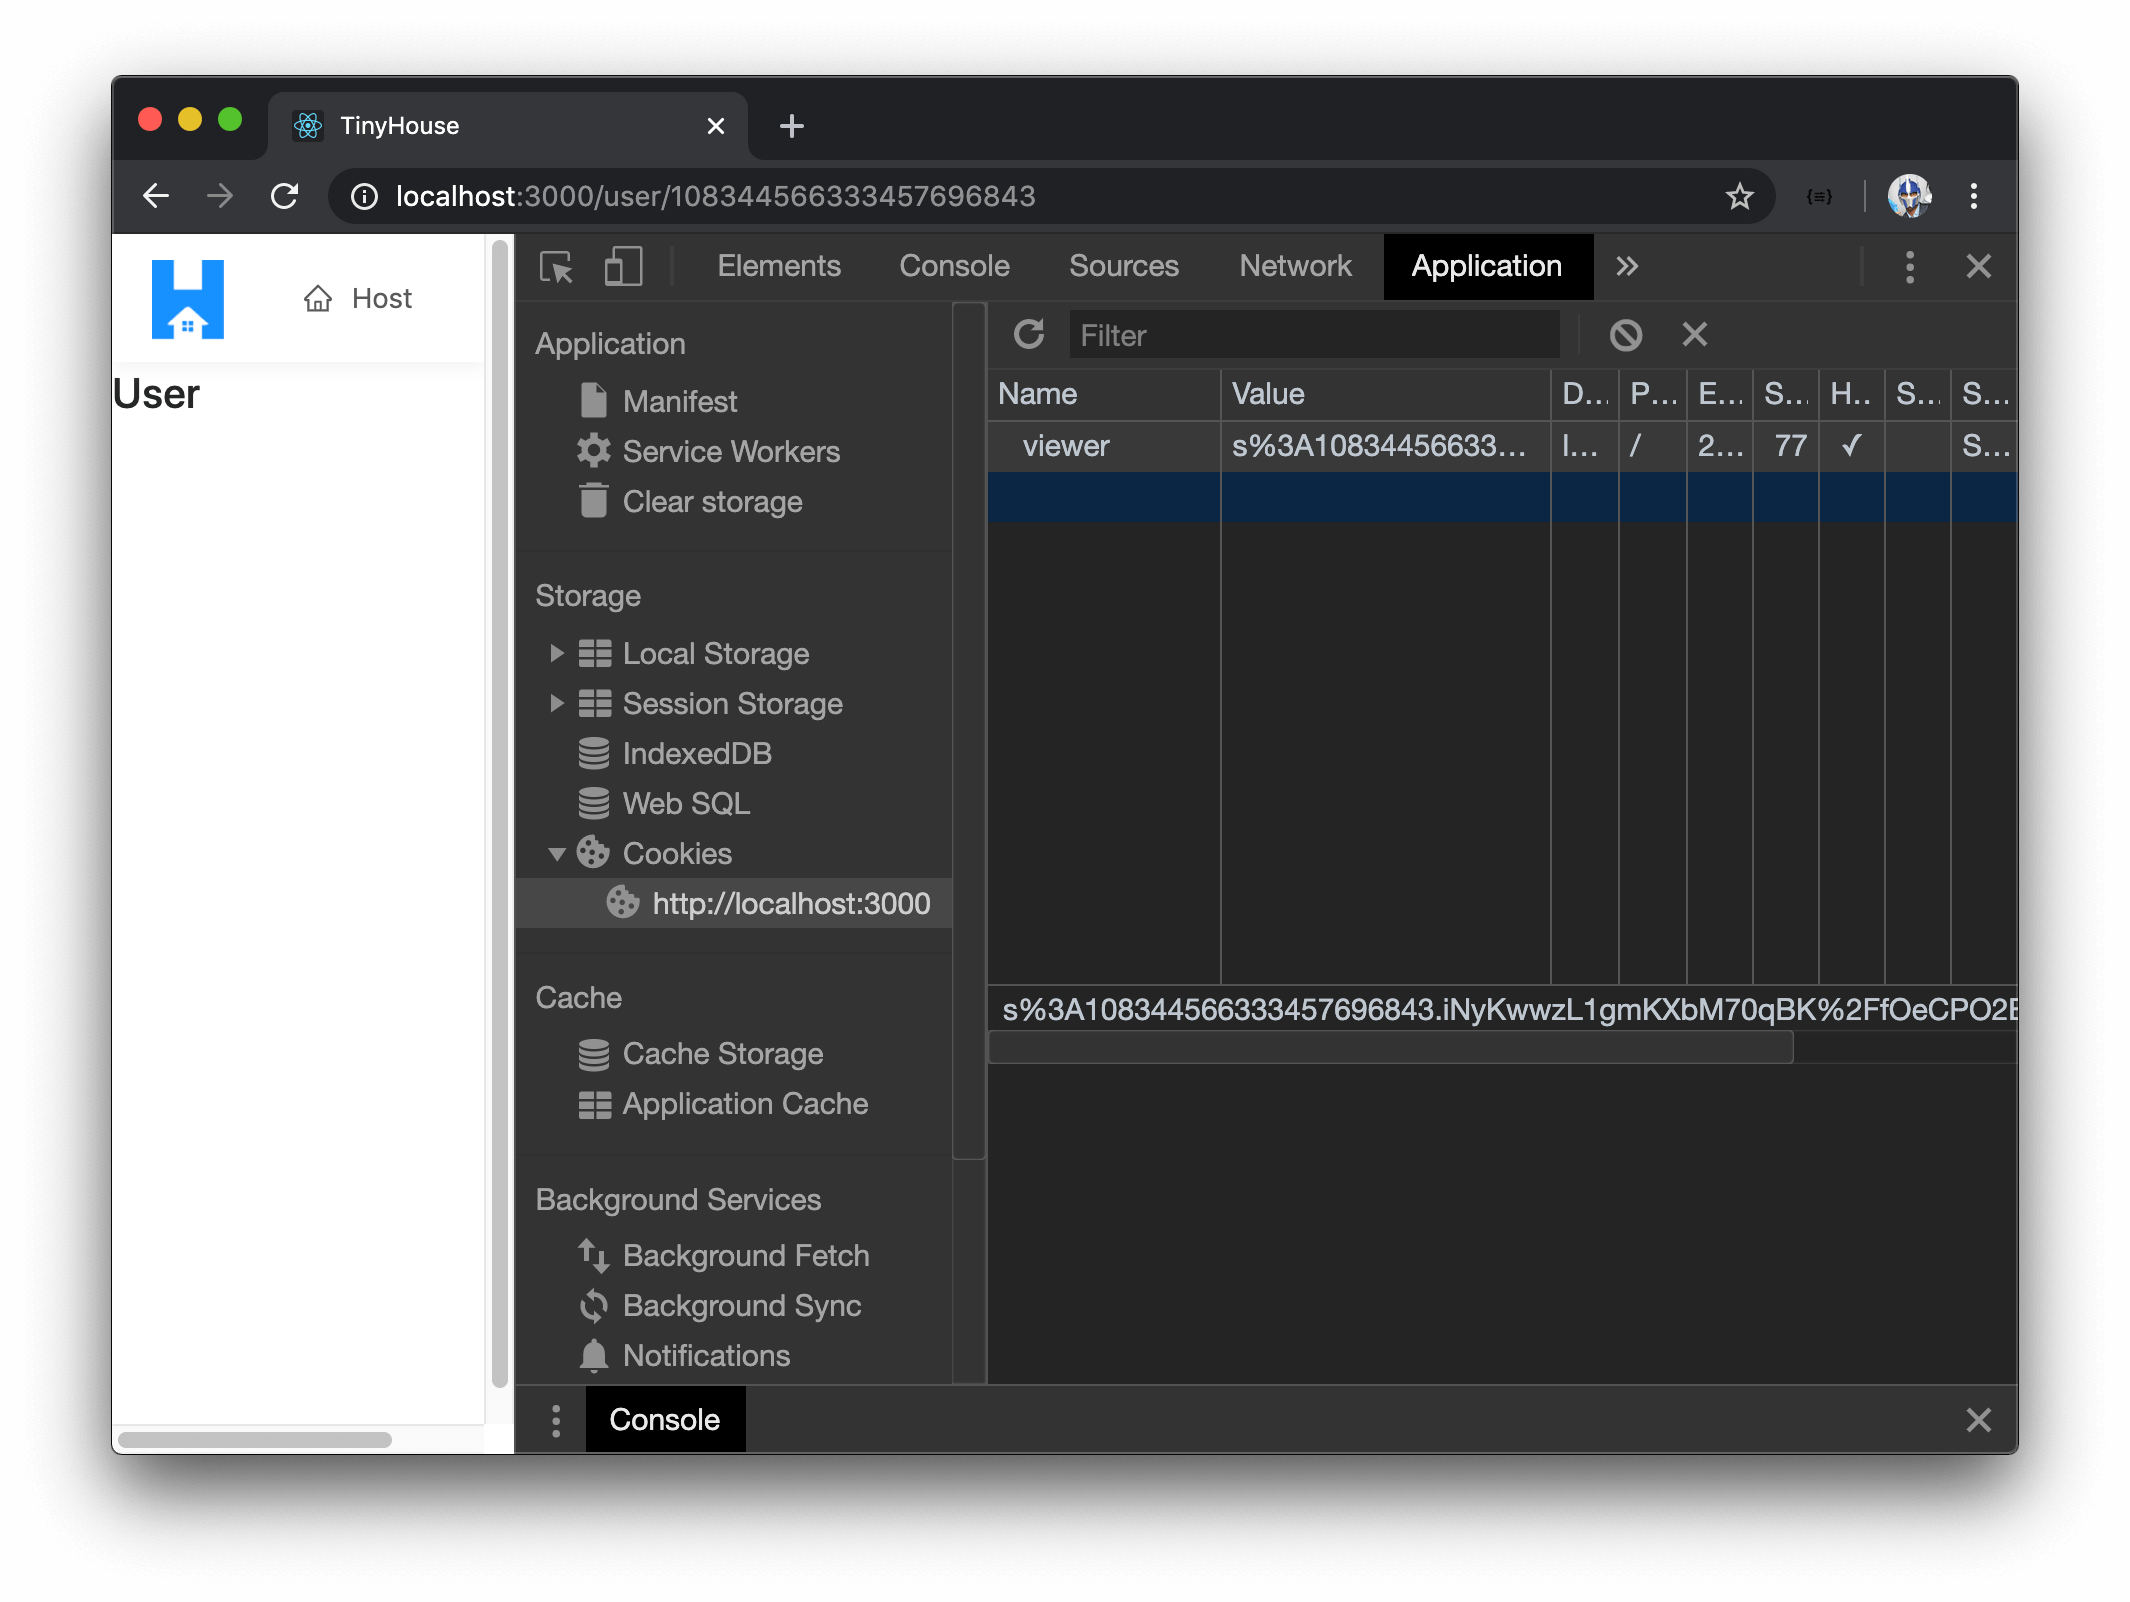 TinyHouse
localhost:3000/user/108344566333457696843
Host
User
Elements Console Sources Network Application
Application
Manifest
Service Workers
Clear storage
Storage
Local Storage
Session Storage
IndexedDB
Web SQL
Cookies
http://localhost:3000
Cache
Cache Storage
Application Cache
Background Services
Background Fetch
Background Sync
Notifications
Filter
Name Value D... P... E... S... H.. S... S...
viewer s%3A10834456633... l... / 2... 77 ✓ S...
s%3A108344566333457696843.iNyKwwzL1gmKXbM70qBK%2FfOeCPO2E
Console